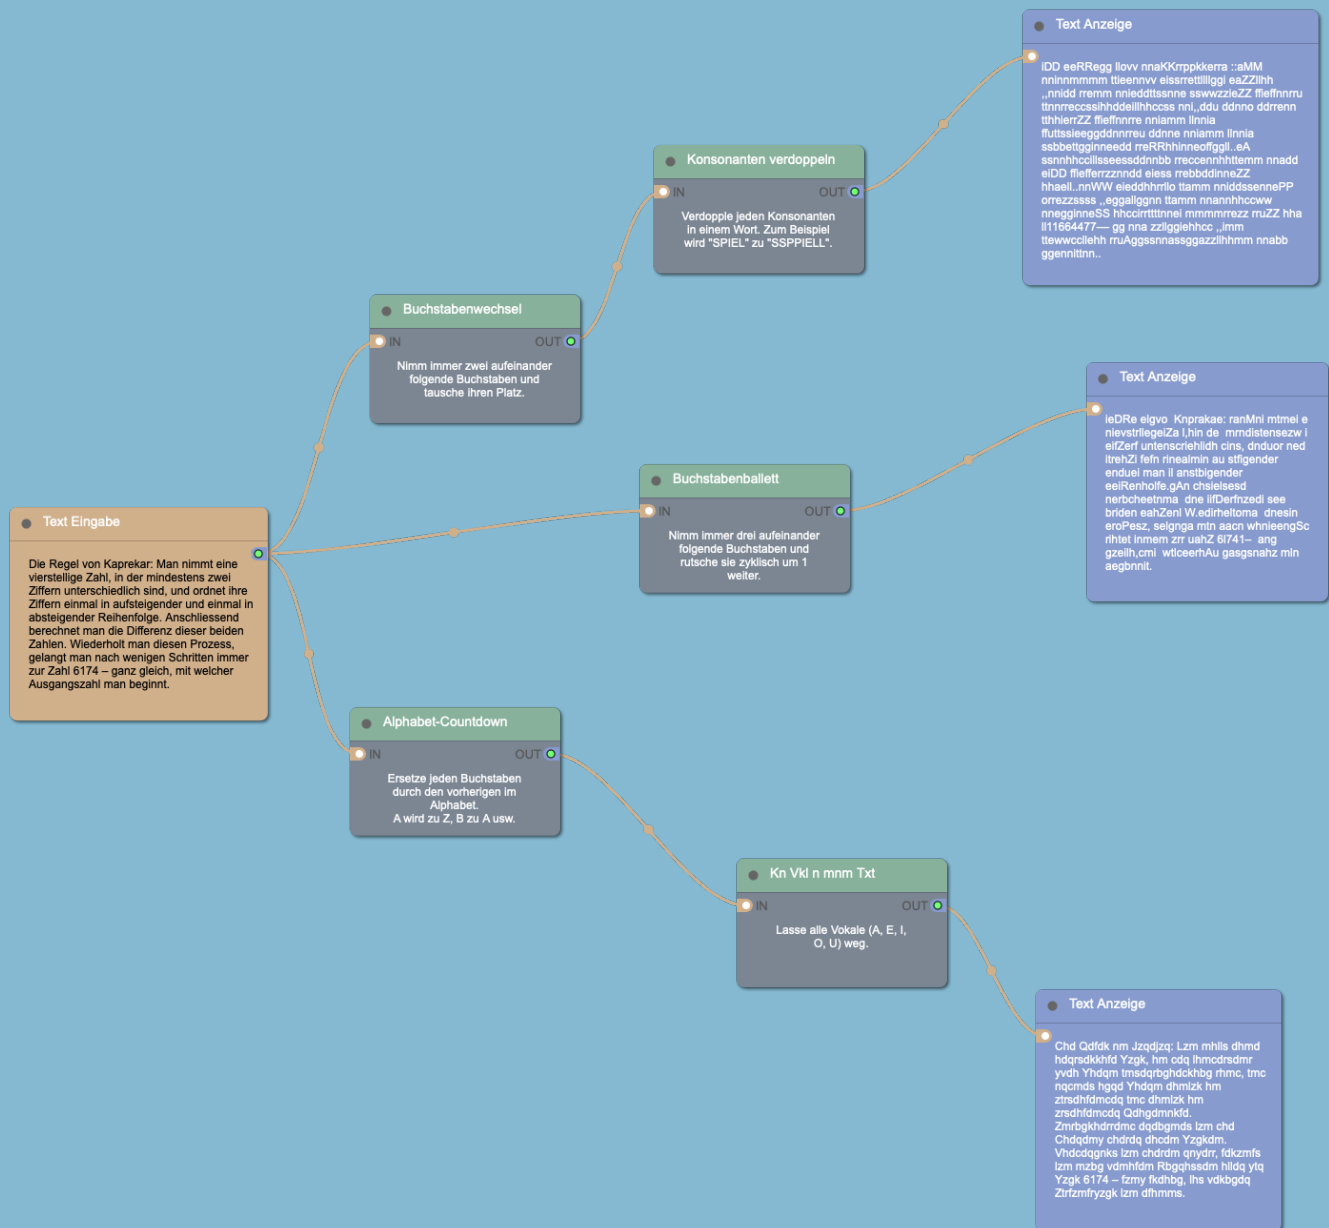 Text Anzeige
iDD eeRRegg llovv nnaKKrrppkkerra ::aMM
nninnmmmm ttieennvv eissrrettllllggi eaZZllhh
,,nnidd rremm nnieddttssnne sswwzzieZZ ffieffnnrru
ttnnrreccssihhddeillhhccss nni,,ddu ddnno ddrrenn
tthhierrZZ ffieffnnrre nniamm llnnia
ffuttssieeggddnnrreu ddnne nniamm llnnia
ssbbettgginneedd rreRRhhinneoffggll..eA
ssnnhhccillsseessddnnbb rreccennhhttemm nnadd
eiDD ffiefferrzznndd eiess rrebbddinneZZ
hhaell..nnWW eieddhhrrllo ttamm nniddssennePP
orrezzssss ,,eggallggnn ttamm nnannhhccww
nnegginneSS hhccirrttttnnei mmmmrrezz rruZZ hha
ll11664477–– gg nna zzllggiehhcc ,,imm
ttewwccllehh rruAggssnnassggazzllhhmm nnabb
ggennittnn..
Konsonanten verdoppeln
IN OUT
Verdopple jeden Konsonanten
in einem Wort. Zum Beispiel
wird "SPIEL" zu "SSPPIELL".
Buchstabenwechsel
IN OUT
Nimm immer zwei aufeinander
folgende Buchstaben und
tausche ihren Platz.
Text Anzeige
ieDRe elgvo  Knprakae: ranMni mtmei e
nievstrllegeiZa l,hin de  mrndistensezw i
eifZerf untenscriehlidh cins, dnduor ned
itrehZi fefn rinealmin au stfigender
enduei man il anstbigender
eeiRenholfe.gAn chsielsesd
nerbcheetnma  dne iifDerfnzedi see
briden eahZenl W.edirheltoma  dnesin
eroPesz, selgnga mtn aacn whnieengSc
rihtet inmem zrr uahZ 6l741–  ang
gzeilh,cmi  wtlceerhAu gasgsnahz mln
aegbnnit.
Buchstabenballett
IN OUT
Nimm immer drei aufeinander
folgende Buchstaben und
rutsche sie zyklisch um 1
weiter.
Text Eingabe
Die Regel von Kaprekar: Man nimmt eine
vierstellige Zahl, in der mindestens zwei
Ziffern unterschiedlich sind, und ordnet ihre
Ziffern einmal in aufsteigender und einmal in
absteigender Reihenfolge. Anschliessend
berechnet man die Differenz dieser beiden
Zahlen. Wiederholt man diesen Prozess,
gelangt man nach wenigen Schritten immer
zur Zahl 6174 – ganz gleich, mit welcher
Ausgangszahl man beginnt.
Alphabet-Countdown
IN OUT
Ersetze jeden Buchstaben
durch den vorherigen im
Alphabet.
A wird zu Z, B zu A usw.
Kn Vkl n mnm Txt
IN OUT
Lasse alle Vokale (A, E, I,
O, U) weg.
Text Anzeige
Chd Qdfdk nm Jzqdjzq: Lzm mhlls dhmd
hdqrsdkkhfd Yzgk, hm cdq lhmcdrsdmr
yvdh Yhdqm tmsdqrbghdckhbg rhmc, tmc
nqcmds hgqd Yhdqm dhmlzk hm
ztrsdhfdmcdq tmc dhmlzk hm
zrsdhfdmcdq Qdhgdmnkfd.
Zmrbgkhdrrdmc dqdbgmds lzm chd
Chdqdmy chdrdq dhcdm Yzgkdm.
Vhdcdqgnks lzm chdrdm qnydrr, fdkzmfs
lzm mzbg vdmhfdm Rbgqhssdm hlldq ytq
Yzgk 6174 – fzmy fkdhbg, lhs vdkbgdq
Ztrfzmfryzgk lzm dfhmms.